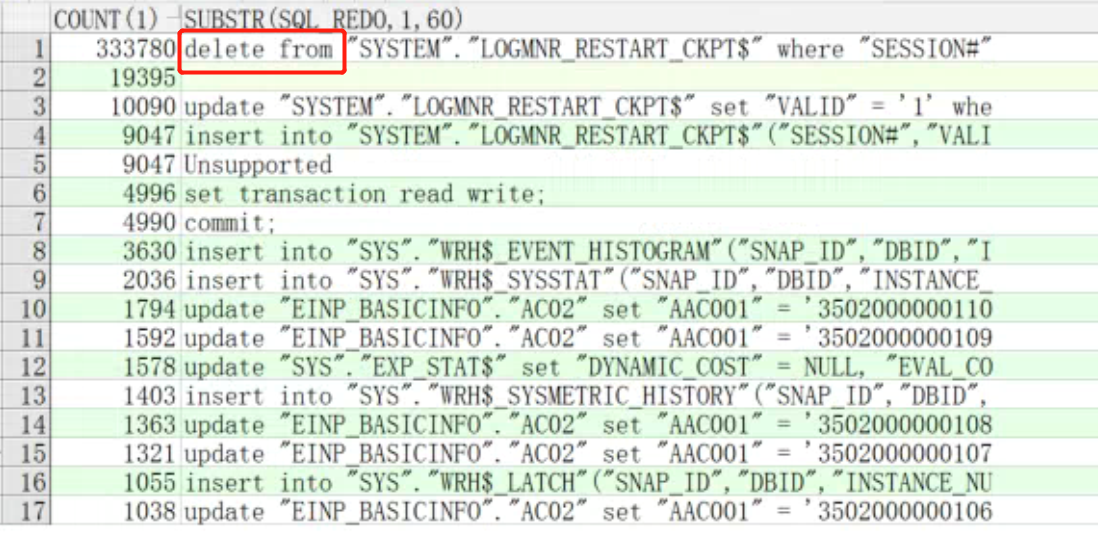 COUNT(1) SUBSTR(SQL_REDO,1,60)
1 333780 delete from "SYSTEM"."LOGMNR_RESTART_CKPT$" where "SESSION#"
2 19395
3 10090 update "SYSTEM"."LOGMNR_RESTART_CKPT$" set "VALID" = '1' whe
4 9047 insert into "SYSTEM"."LOGMNR_RESTART_CKPT$"("SESSION#","VALI
5 9047 Unsupported
6 4996 set transaction read write;
7 4990 commit;
8 3630 insert into "SYS"."WRH$_EVENT_HISTOGRAM"("SNAP_ID","DBID","I
9 2036 insert into "SYS"."WRH$_SYSSTAT"("SNAP_ID","DBID","INSTANCE_
10 1794 update "EINP_BASICINFO"."AC02" set "AAC001" = '3502000000110
11 1592 update "EINP_BASICINFO"."AC02" set "AAC001" = '3502000000109
12 1578 update "SYS"."EXP_STAT$" set "DYNAMIC_COST" = NULL, "EVAL_CO
13 1403 insert into "SYS"."WRH$_SYSMETRIC_HISTORY"("SNAP_ID","DBID",
14 1363 update "EINP_BASICINFO"."AC02" set "AAC001" = '3502000000108
15 1321 update "EINP_BASICINFO"."AC02" set "AAC001" = '3502000000107
16 1055 insert into "SYS"."WRH$_LATCH"("SNAP_ID","DBID","INSTANCE_NU
17 1038 update "EINP_BASICINFO"."AC02" set "AAC001" = '3502000000106